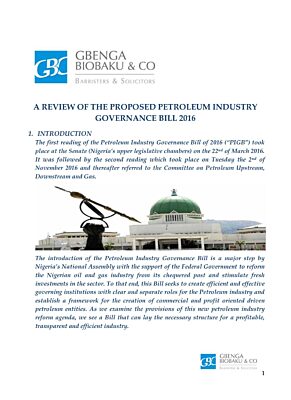 GBC
GBENGA
BIOBAKU & CO
BARRISTERS & SOLICITORS
A REVIEW OF THE PROPOSED PETROLEUM INDUSTRY
GOVERNANCE BILL 2016
1. INTRODUCTION
The first reading of the Petroleum Industry Governance Bill of 2016 ("PIGB") took
place at the Senate (Nigeria's upper legislative chambers) on the 22nd of March 2016.
It was followed by the second reading which took place on Tuesday the 2nd of
November 2016 and thereafter referred to the Committee on Petroleum Upstream,
Downstream and Gas.
The introduction of the Petroleum Industry Governance Bill is a major step by
Nigeria's National Assembly with the support of the Federal Government to reform
the Nigerian oil and gas industry from its chequered past and stimulate fresh
investments in the sector. To that end, this Bill seeks to create efficient and effective
governing institutions with clear and separate roles for the Petroleum industry and
establish a framework for the creation of commercial and profit oriented driven
petroleum entities. As we examine the provisions of this new petroleum industry
reform agenda, we see a Bill that can lay the necessary structure for a profitable,
transparent and efficient industry.
GBC
GBENGA
BIOBAKU & CO
BARRISTERS & SOLICITORS
1